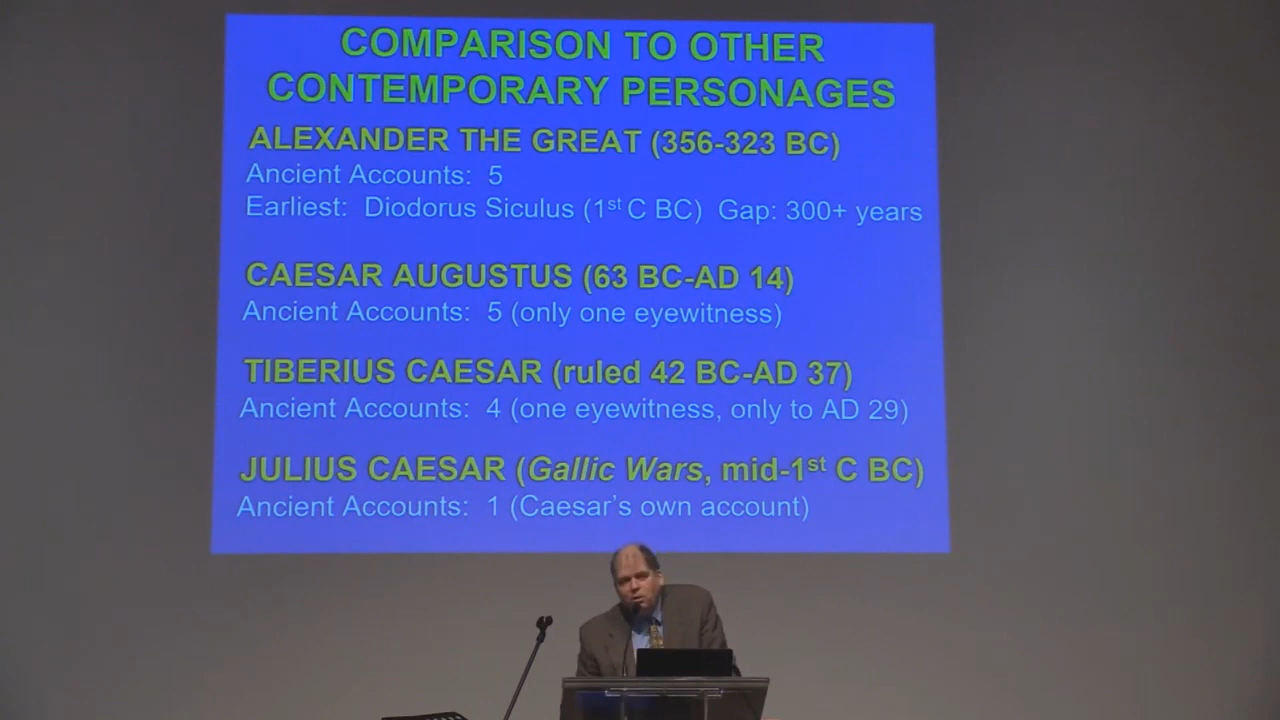 COMPARISON TO OTHER
CONTEMPORARY PERSONAGES
ALEXANDER THE GREAT (356-323 BC)
Ancient Accounts: 5
Earliest: Diodorus Siculus (1st C BC) Gap: 300+ years
CAESAR AUGUSTUS (63 BC-AD 14)
Ancient Accounts: 5 (only one eyewitness)
TIBERIUS CAESAR (ruled 42 BC-AD 37)
Ancient Accounts: 4 (one eyewitness, only to AD 29)
JULIUS CAESAR (Gallic Wars, mid-1st C BC)
Ancient Accounts: 1 (Caesar's own account)